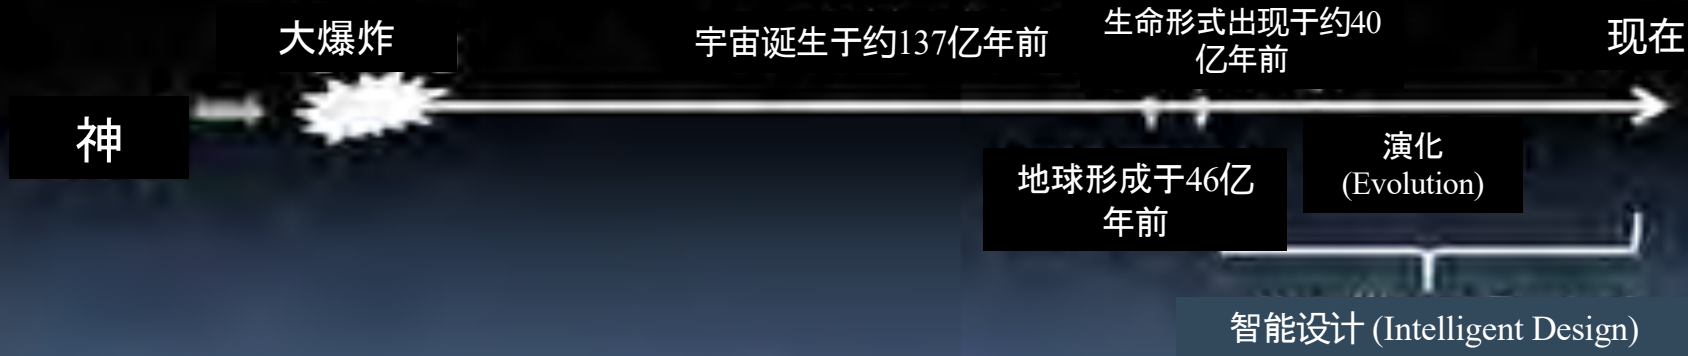 神
大爆炸
宇宙诞生于约137亿年前
生命形式出现于约40
亿年前
现在
地球形成于46亿
年前
演化
(Evolution)
智能设计 (Intelligent Design)